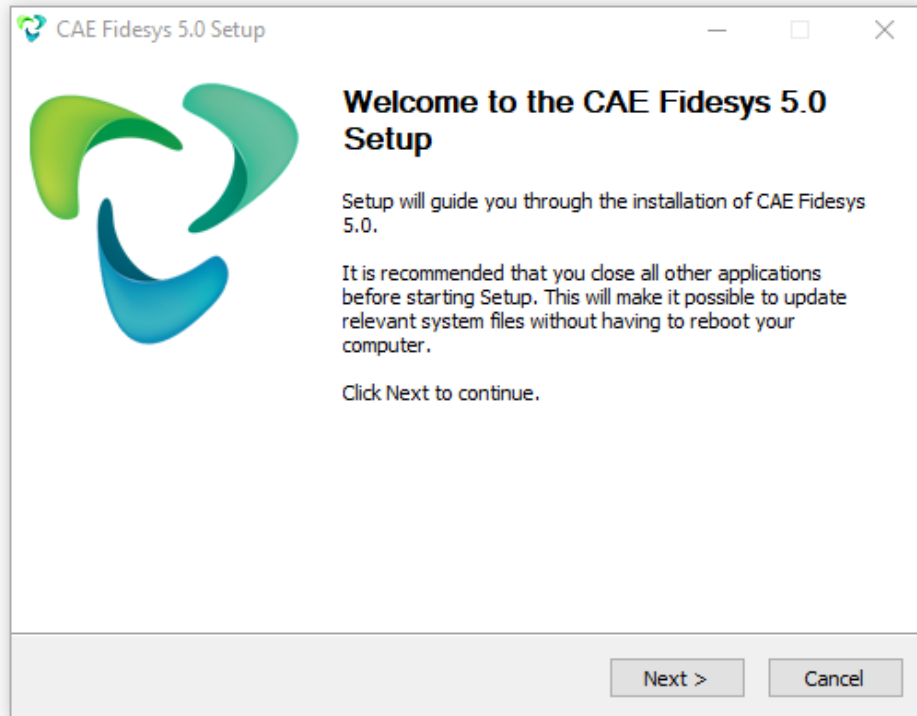 CAE Fidesys 5.0 Setup
Welcome to the CAE Fidesys 5.0
Setup
Setup will guide you through the installation of CAE Fidesys
5.0.
It is recommended that you close all other applications
before starting Setup. This will make it possible to update
relevant system files without having to reboot your
computer.
Click Next to continue.
Next >
Cancel